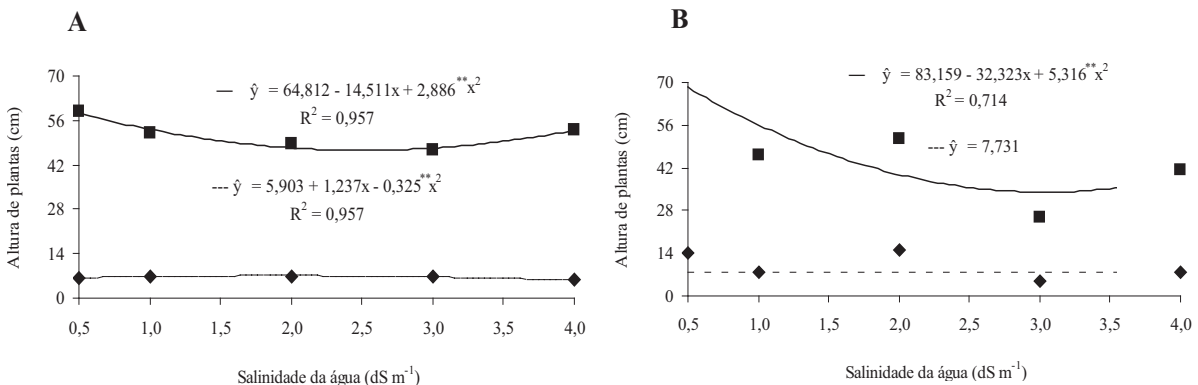 A
70
56
42
28
14
0
Altura de plantas (cm)
— ŷ = 64,812 - 14,511x + 2,886**x²
R² = 0,957
--- ŷ = 5,903 + 1,237x - 0,325**x²
R² = 0,957
0,5 1,0 1,5 2,0 2,5 3,0 3,5 4,0
Salinidade da água (dS m⁻¹)
B
70
56
42
28
14
0
Altura de plantas (cm)
— ŷ = 83,159 - 32,323x + 5,316**x²
R² = 0,714
--- ŷ = 7,731
0,5 1,0 1,5 2,0 2,5 3,0 3,5 4,0
Salinidade da água (dS m⁻¹)